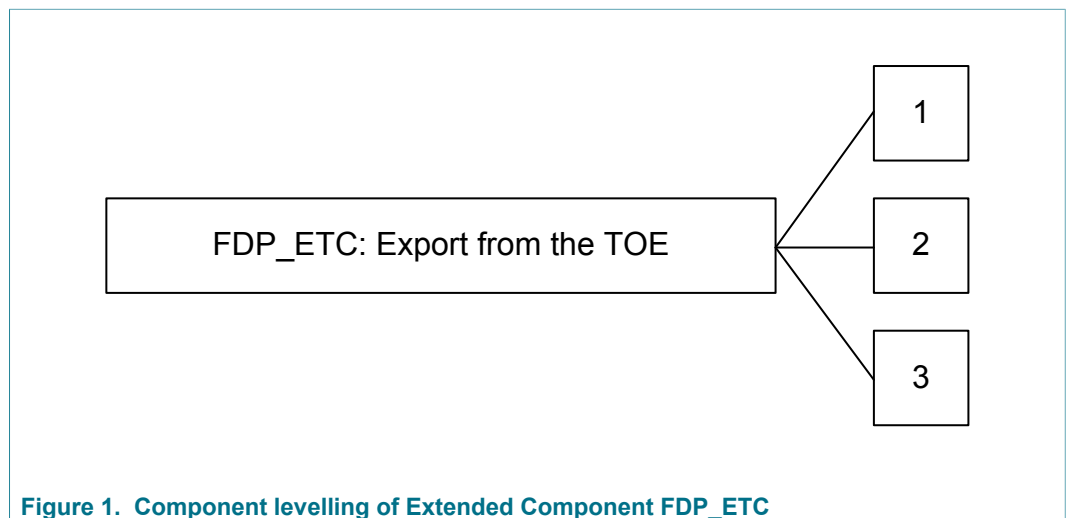 1
FDP_ETC: Export from the TOE
2
3
Figure 1. Component levelling of Extended Component FDP_ETC